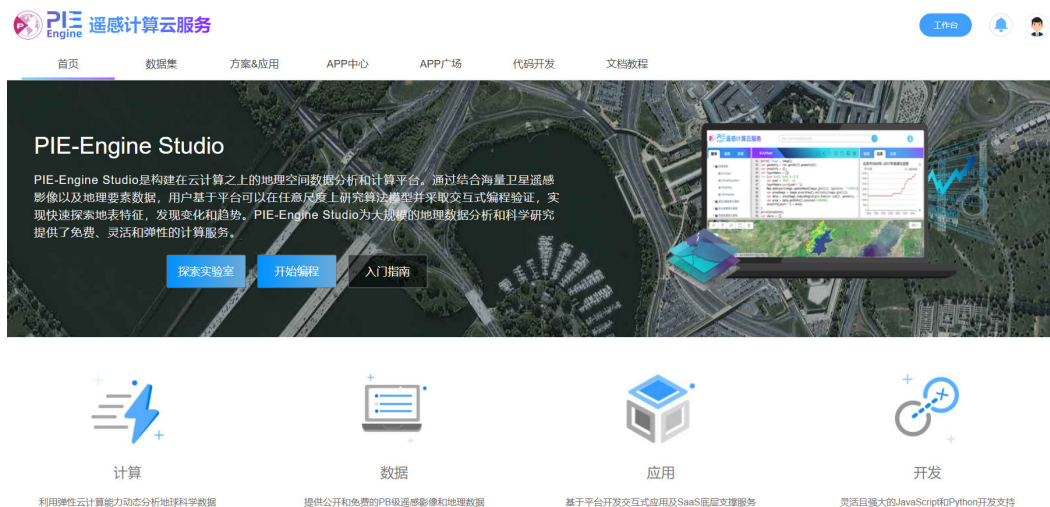 PIE
Engine 遥感计算云服务
工作台
首页 数据集 方案&应用 APP中心 APP广场 代码开发 文档教程
PIE-Engine Studio
PIE-Engine Studio是构建在云计算之上的地理空间数据分析和计算平台。通过结合海量卫星遥感
影像以及地理要素数据，用户基于平台可以在任意尺度上研究算法模型并采取交互式编程验证，实
现快速探索地表特征，发现变化和趋势。PIE-Engine Studio为大规模的地理数据分析和科学研究
提供了免费、灵活和弹性的计算服务。
探索实验室 开始编程 入门指南
计算 数据 应用 开发
利用弹性云计算能力动态分析地球科学数据 提供公开和免费的PB级遥感影像和地理数据 基于平台开发交互式应用及SaaS底层支撑服务 灵活且强大的JavaScript和Python开发支持